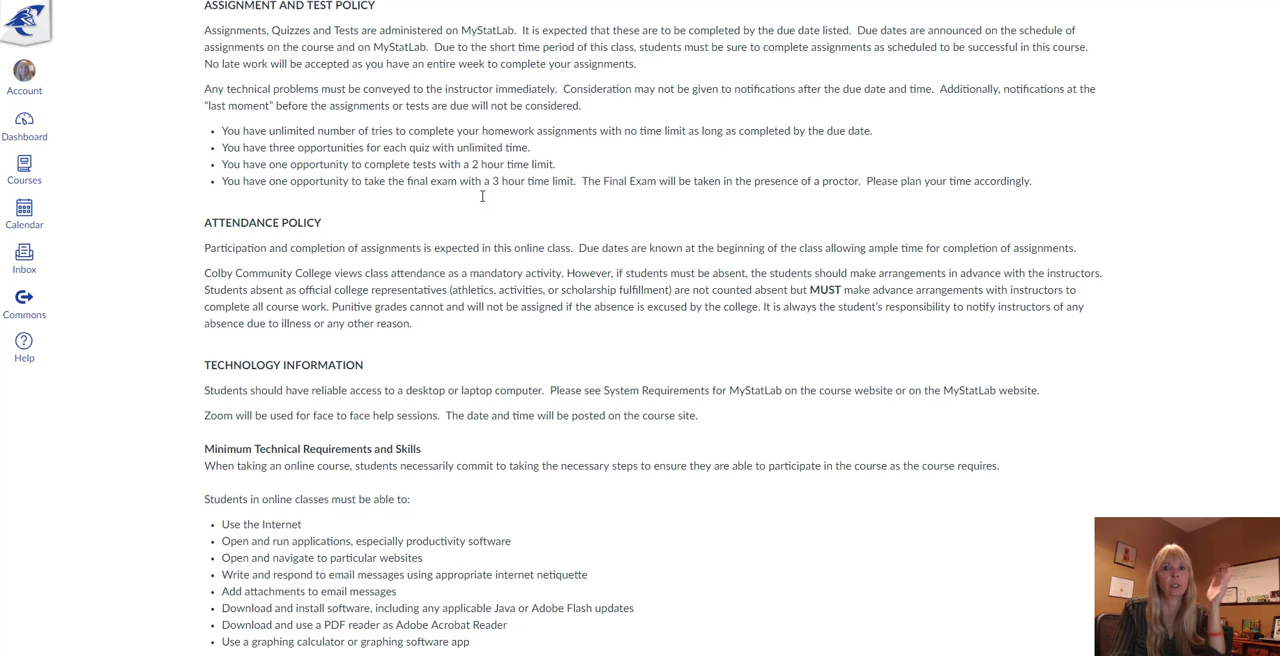 ASSIGNMENT AND TEST POLICY
Assignments, Quizzes and Tests are administered on MyStatLab.  It is expected that these are to be completed by the due date listed.  Due dates are announced on the schedule of
assignments on the course and on MyStatLab.  Due to the short time period of this class, students must be sure to complete assignments as scheduled to be successful in this course.
No late work will be accepted as you have an entire week to complete your assignments.
Any technical problems must be conveyed to the instructor immediately.  Consideration may not be given to notifications after the due date and time.  Additionally, notifications at the
“last moment” before the assignments or tests are due will not be considered.
• You have unlimited number of tries to complete your homework assignments with no time limit as long as completed by the due date.
• You have three opportunities for each quiz with unlimited time.
• You have one opportunity to complete tests with a 2 hour time limit.
• You have one opportunity to take the final exam with a 3 hour time limit.  The Final Exam will be taken in the presence of a proctor.  Please plan your time accordingly.
ATTENDANCE POLICY
Participation and completion of assignments is expected in this online class.  Due dates are known at the beginning of the class allowing ample time for completion of assignments.
Colby Community College views class attendance as a mandatory activity. However, if students must be absent, the students should make arrangements in advance with the instructors.
Students absent as official college representatives (athletics, activities, or scholarship fulfillment) are not counted absent but MUST make advance arrangements with instructors to
complete all course work. Punitive grades cannot and will not be assigned if the absence is excused by the college. It is always the student’s responsibility to notify instructors of any
absence due to illness or any other reason.
TECHNOLOGY INFORMATION
Students should have reliable access to a desktop or laptop computer.  Please see System Requirements for MyStatLab on the course website or on the MyStatLab website.
Zoom will be used for face to face help sessions.  The date and time will be posted on the course site.
Minimum Technical Requirements and Skills
When taking an online course, students necessarily commit to taking the necessary steps to ensure they are able to participate in the course as the course requires.
Students in online classes must be able to:
• Use the Internet
• Open and run applications, especially productivity software
• Open and navigate to particular websites
• Write and respond to email messages using appropriate internet netiquette
• Add attachments to email messages
• Download and install software, including any applicable Java or Adobe Flash updates
• Download and use a PDF reader as Adobe Acrobat Reader
• Use a graphing calculator or graphing software app
Account
Dashboard
Courses
Calendar
Inbox
Commons
Help